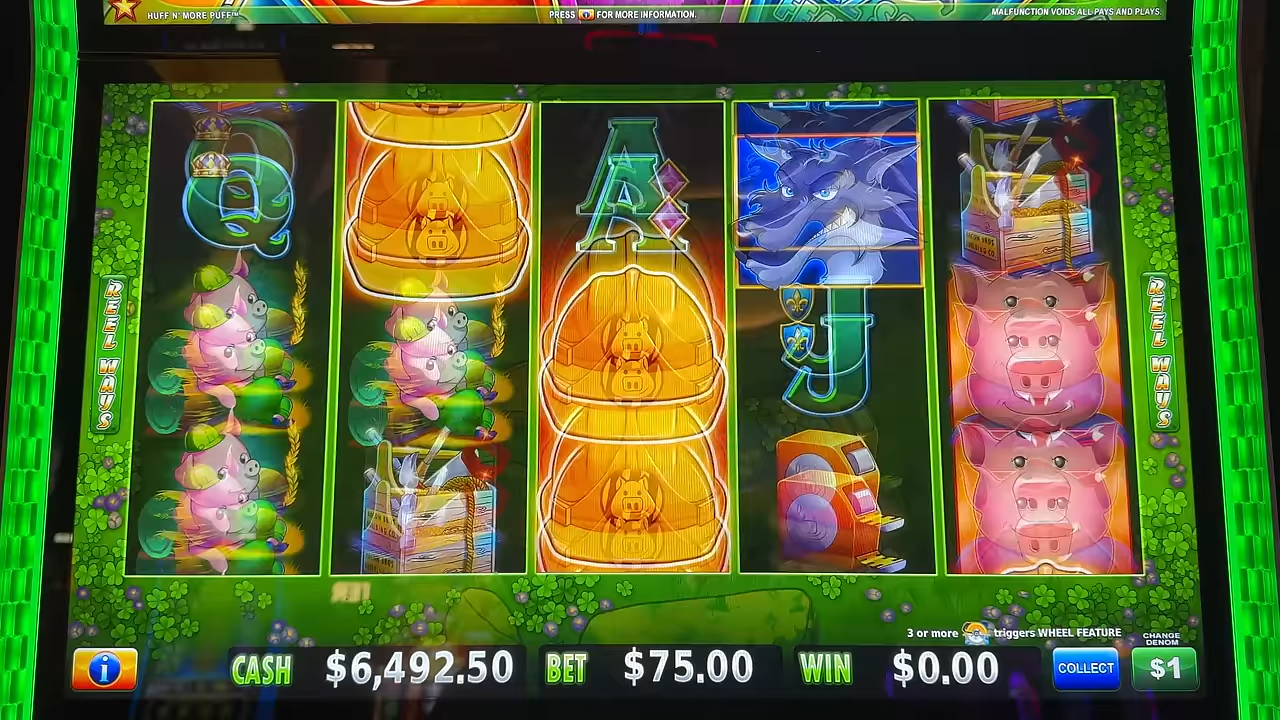 HUFF N' MORE PUFF™
PRESS i FOR MORE INFORMATION.
MALFUNCTION VOIDS ALL PAYS AND PLAYS.
Q
A
A
J
REEL WAYS
REEL WAYS
3 or more triggers WHEEL FEATURE
CHANGE
DENOM
i
CASH $6,492.50
BET $75.00
WIN $0.00
COLLECT
$1